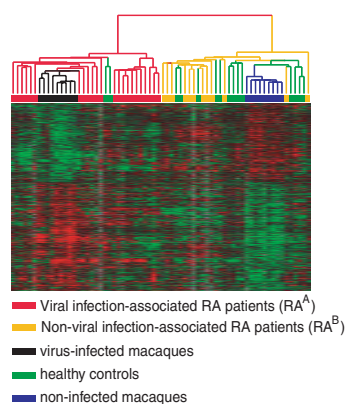 Viral infection-associated RA patients (RA^A)
Non-viral infection-associated RA patients (RA^B)
virus-infected macaques
healthy controls
non-infected macaques